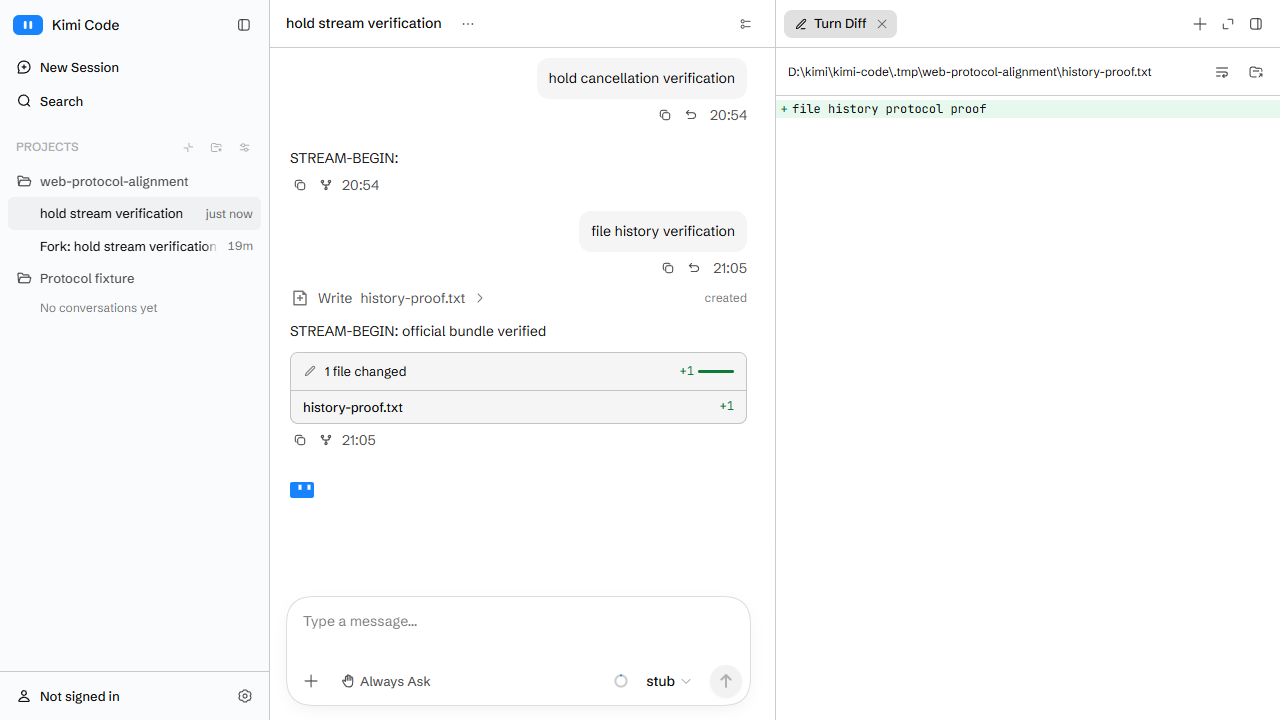 Kimi Code
New Session
Search
PROJECTS
web-protocol-alignment
hold stream verification just now
Fork: hold stream verification 19m
Protocol fixture
No conversations yet
Not signed in
hold stream verification
hold cancellation verification
20:54
STREAM-BEGIN:
20:54
file history verification
21:05
Write history-proof.txt created
STREAM-BEGIN: official bundle verified
1 file changed +1
history-proof.txt +1
21:05
Type a message...
Always Ask stub
Turn Diff
D:\kimi\kimi-code\.tmp\web-protocol-alignment\history-proof.txt
+ file history protocol proof